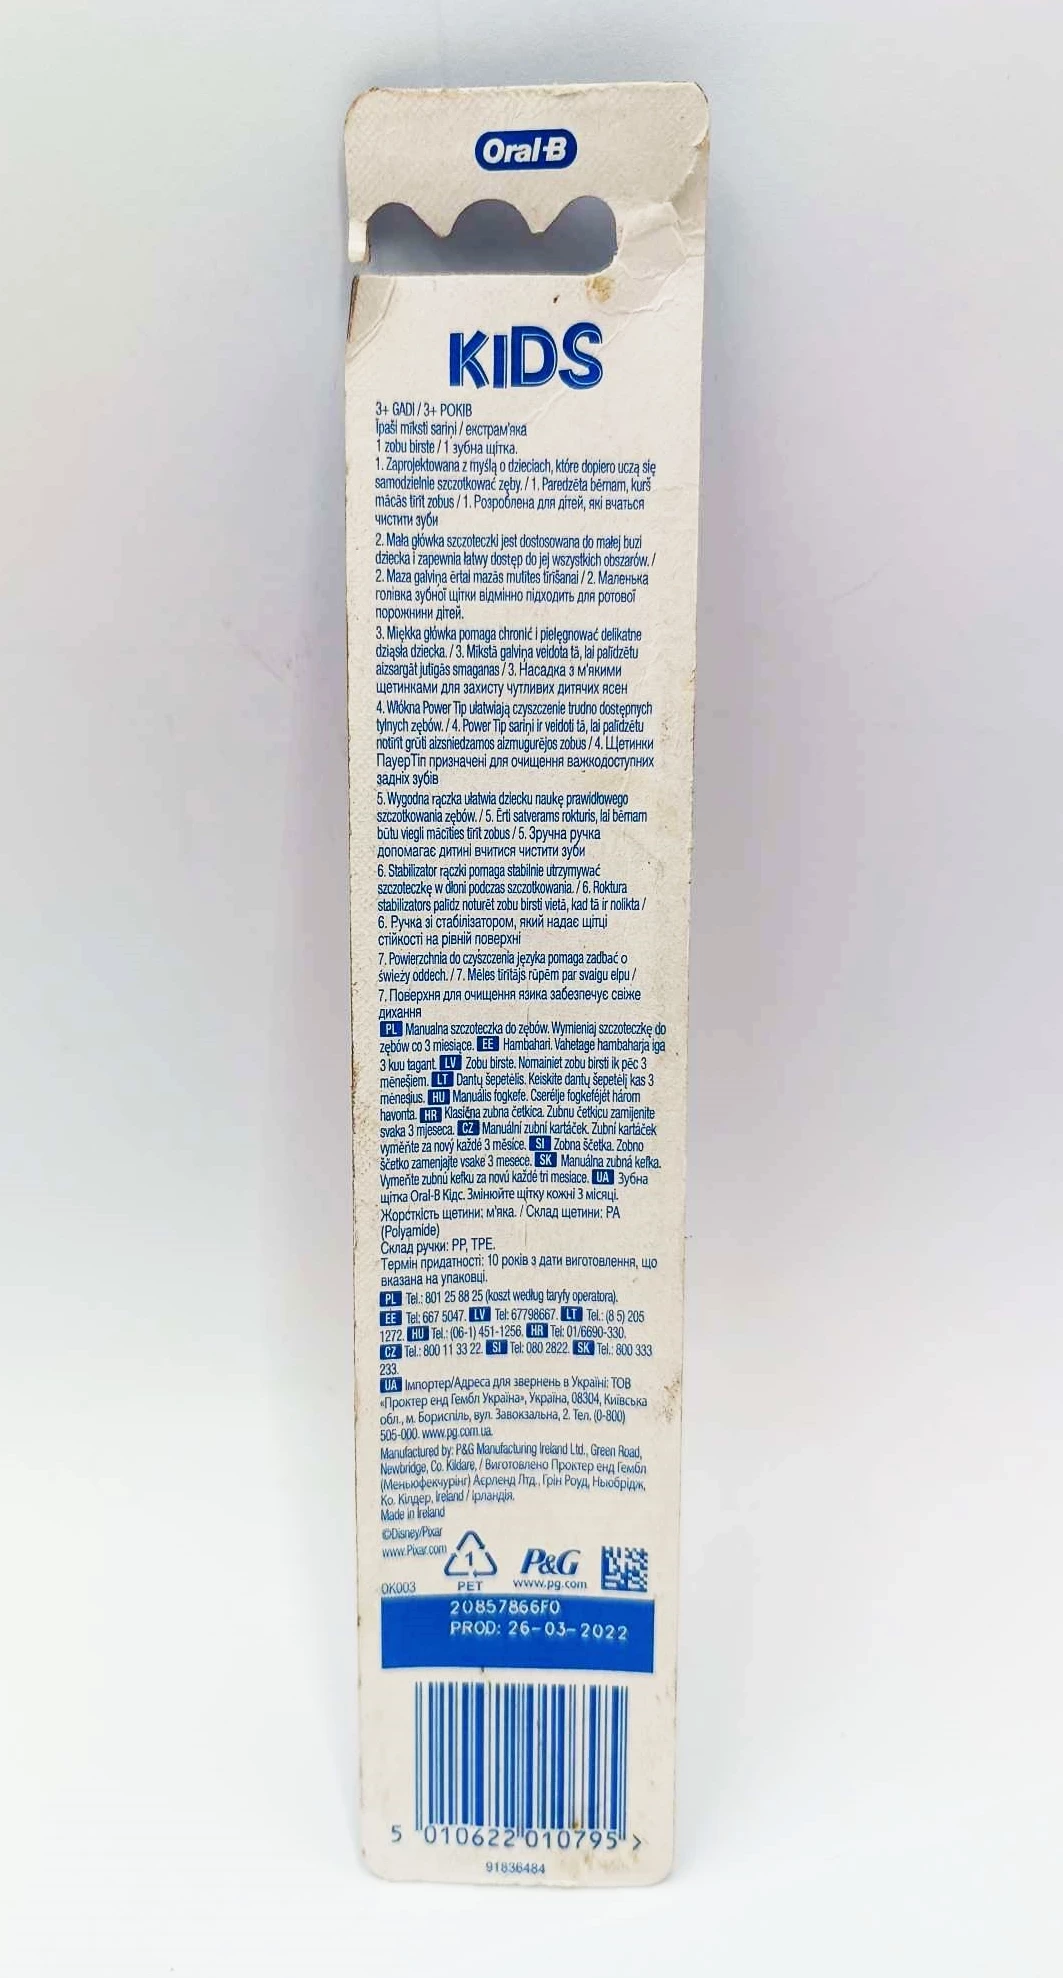 Oral-B
KIDS
3+ GADI / 3+ РОКІВ
Īpaši mīksti sariņi / екстрам'яка
1 zobu birste / 1 зубна щітка.
1. Zaprojektowana z myślą o dzieciach, które dopiero uczą się
samodzielnie szczotkować zęby. / 1. Paredzēta bērnam, kurš
mācās tīrīt zobus / 1. Розроблена для дітей, які вчаться
чистити зуби
2. Mała główka szczoteczki jest dostosowana do małej buzi
dziecka i zapewnia łatwy dostęp do jej wszystkich obszarów. /
2. Maza galviņa ērtai mazās mutītes tīrīšanai / 2. Маленька
голівка зубної щітки відмінно підходить для ротової
порожнини дітей.
3. Miękka główka pomaga chronić i pielęgnować delikatne
dziąsła dziecka. / 3. Mīkstā galviņa veidota tā, lai palīdzētu
aizsargāt jutīgās smaganas / 3. Насадка з м'якими
щетинками для захисту чутливих дитячих ясен
4. Włókna Power Tip ułatwiają czyszczenie trudno dostępnych
tylnych zębów. / 4. Power Tip sariņi ir veidoti tā, lai palīdzētu
notīrīt grūti aizsniedzamos aizmugurējos zobus / 4. Щетинки
ПауерТіп призначені для очищення важкодоступних
задніх зубів
5. Wygodna rączka ułatwia dziecku naukę prawidłowego
szczotkowania zębów. / 5. Ērti satverams rokturis, lai bērnam
būtu viegli mācīties tīrīt zobus / 5. Зручна ручка
допомагає дитині вчитися чистити зуби
6. Stabilizator rączki pomaga stabilnie utrzymywać
szczoteczkę w dłoni podczas szczotkowania. / 6. Roktura
stabilizators palīdz noturēt zobu birsti vietā, kad tā ir nolikta /
6. Ручка зі стабілізатором, який надає щітці
стійкості на рівній поверхні
7. Powierzchnia do czyszczenia języka pomaga zadbać o
świeży oddech. / 7. Mēles tīrītājs rūpēm par svaigu elpu /
7. Поверхня для очищення язика забезпечує свіже
дихання
PL Manualna szczoteczka do zębów. Wymieniaj szczoteczkę do
zębów co 3 miesiące. EE Hambahari. Vahetage hambaharja iga
3 kuu tagant. LV Zobu birste. Nomainiet zobu birsti ik pēc 3
mēnešiem. LT Dantų šepetėlis. Keiskite dantų šepetėlį kas 3
mėnesius. HU Manuális fogkefe. Cserélje fogkeféjét három
havonta. HR Klasična zubna četkica. Zubnu četkicu zamijenite
svaka 3 mjeseca. CZ Manuální zubní kartáček. Zubní kartáček
vyměňte za nový každé 3 měsíce. SI Zobna ščetka. Zobno
ščetko zamenjajte vsake 3 mesece. SK Manuálna zubná kefka.
Vymeňte zubnú kefku za novú každé tri mesiace. UA Зубна
щітка Oral-B Кідс. Змінюйте щітку кожні 3 місяці.
Жорсткість щетини: м'яка. / Склад щетини: PA
(Polyamide)
Склад ручки: PP, TPE.
Термін придатності: 10 років з дати виготовлення, що
вказана на упаковці.
PL Tel.: 801 25 88 25 (koszt według taryfy operatora).
EE Tel: 667 5047. LV Tel: 67798667. LT Tel.: (8 5) 205
1272. HU Tel.: (06-1) 451-1256. HR Tel: 01/6690-330.
CZ Tel.: 800 11 33 22. SI Tel: 080 2822. SK Tel.: 800 333
233.
UA Імпортер/Адреса для звернень в Україні: ТОВ
«Проктер енд Гембл Україна», Україна, 08304, Київська
обл., м. Бориспіль, вул. Завокзальна, 2. Тел. (0-800)
505-000. www.pg.com.ua.
Manufactured by: P&G Manufacturing Ireland Ltd., Green Road,
Newbridge, Co. Kildare, / Виготовлено Проктер енд Гембл
(Меньюфекчурінг) Аєрленд Лтд., Грін Роуд, Ньюбрідж,
Ко. Кілдер, Ireland / Ірландія.
Made in Ireland
©Disney/Pixar
www.Pixar.com
1
PET
P&G
www.pg.com
OK003
20857866F0
PROD: 26-03-2022
5 010622 010795 >
91836484